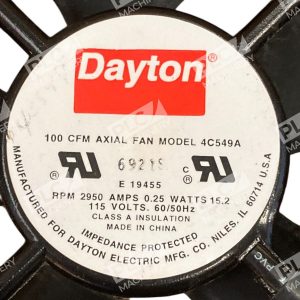 Dayton
100 CFM AXIAL FAN MODEL 4C549A
6921S
E 19455
RPM 2950 AMPS 0.25 WATTS 15.2
115 VOLTS. 60/50Hz
CLASS A INSULATION
MADE IN CHINA
IMPEDANCE PROTECTED
MANUFACTURED FOR DAYTON ELECTRIC MFG. CO. NILES, IL 60714 U.S.A